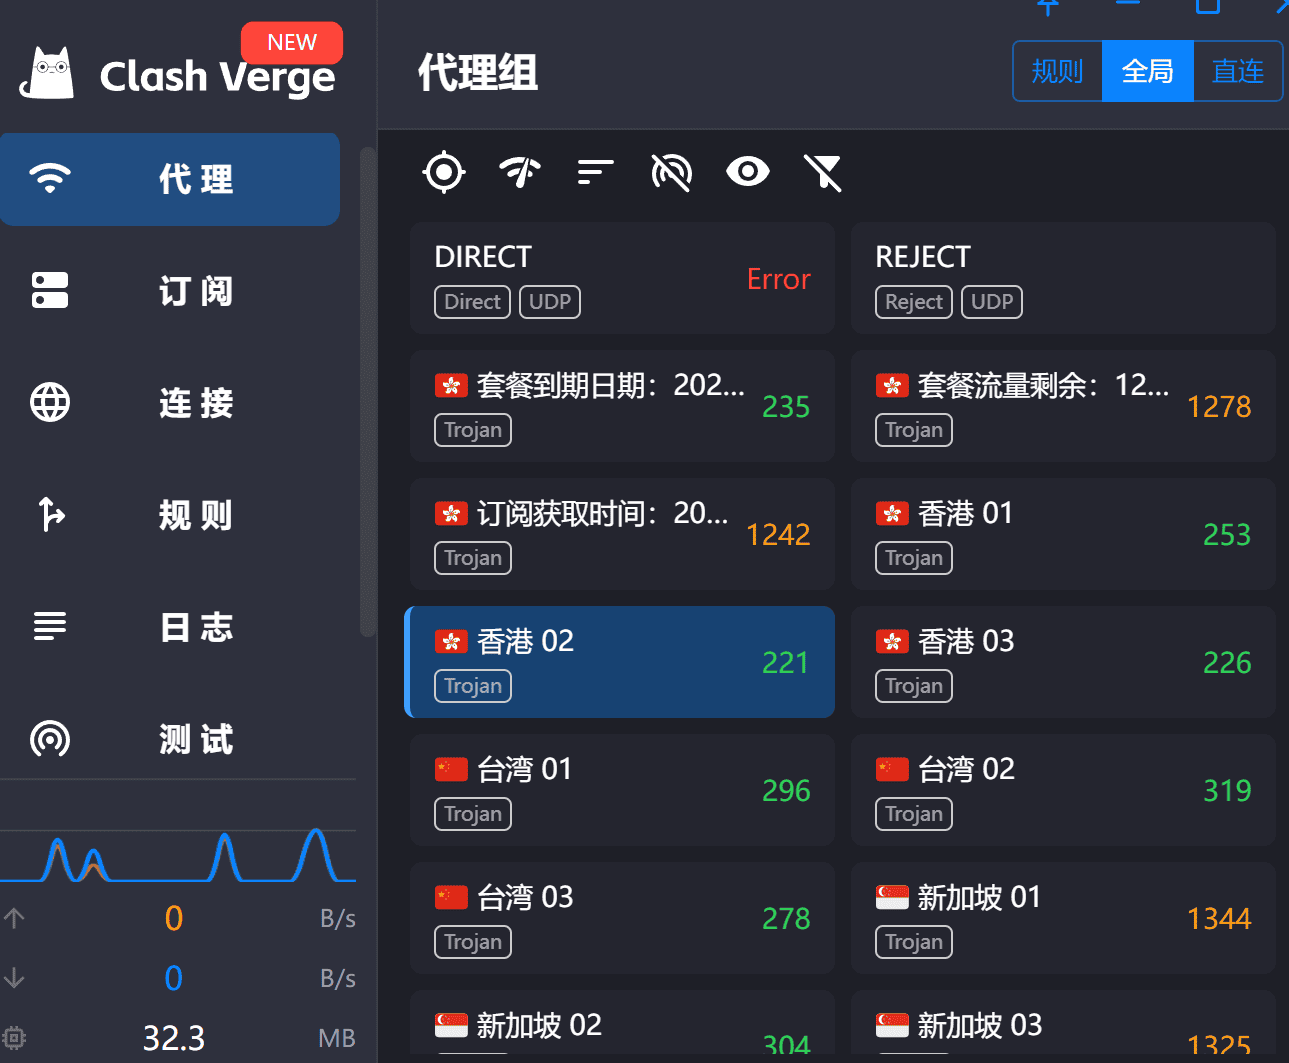 NEW
Clash Verge
代理
订阅
连接
规则
日志
测试
0 B/s
0 B/s
32.3 MB
代理组
规则 全局 直连
DIRECT
Direct UDP
Error
REJECT
Reject UDP
套餐到期日期：202...
Trojan
235
套餐流量剩余：12...
Trojan
1278
订阅获取时间：20...
Trojan
1242
香港 01
Trojan
253
香港 02
Trojan
221
香港 03
Trojan
226
台湾 01
Trojan
296
台湾 02
Trojan
319
台湾 03
Trojan
278
新加坡 01
Trojan
1344
新加坡 02
304
新加坡 03
1325